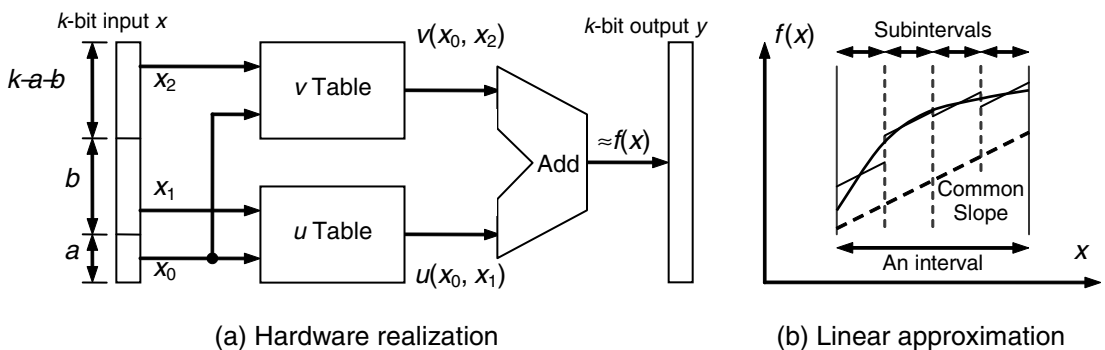 k-bit input x
k-a-b
b
a
x2
x1
x0
v Table
u Table
v(x0, x2)
u(x0, x1)
Add
≈f(x)
k-bit output y
(a) Hardware realization
f(x)
Subintervals
Common
Slope
An interval
x
(b) Linear approximation